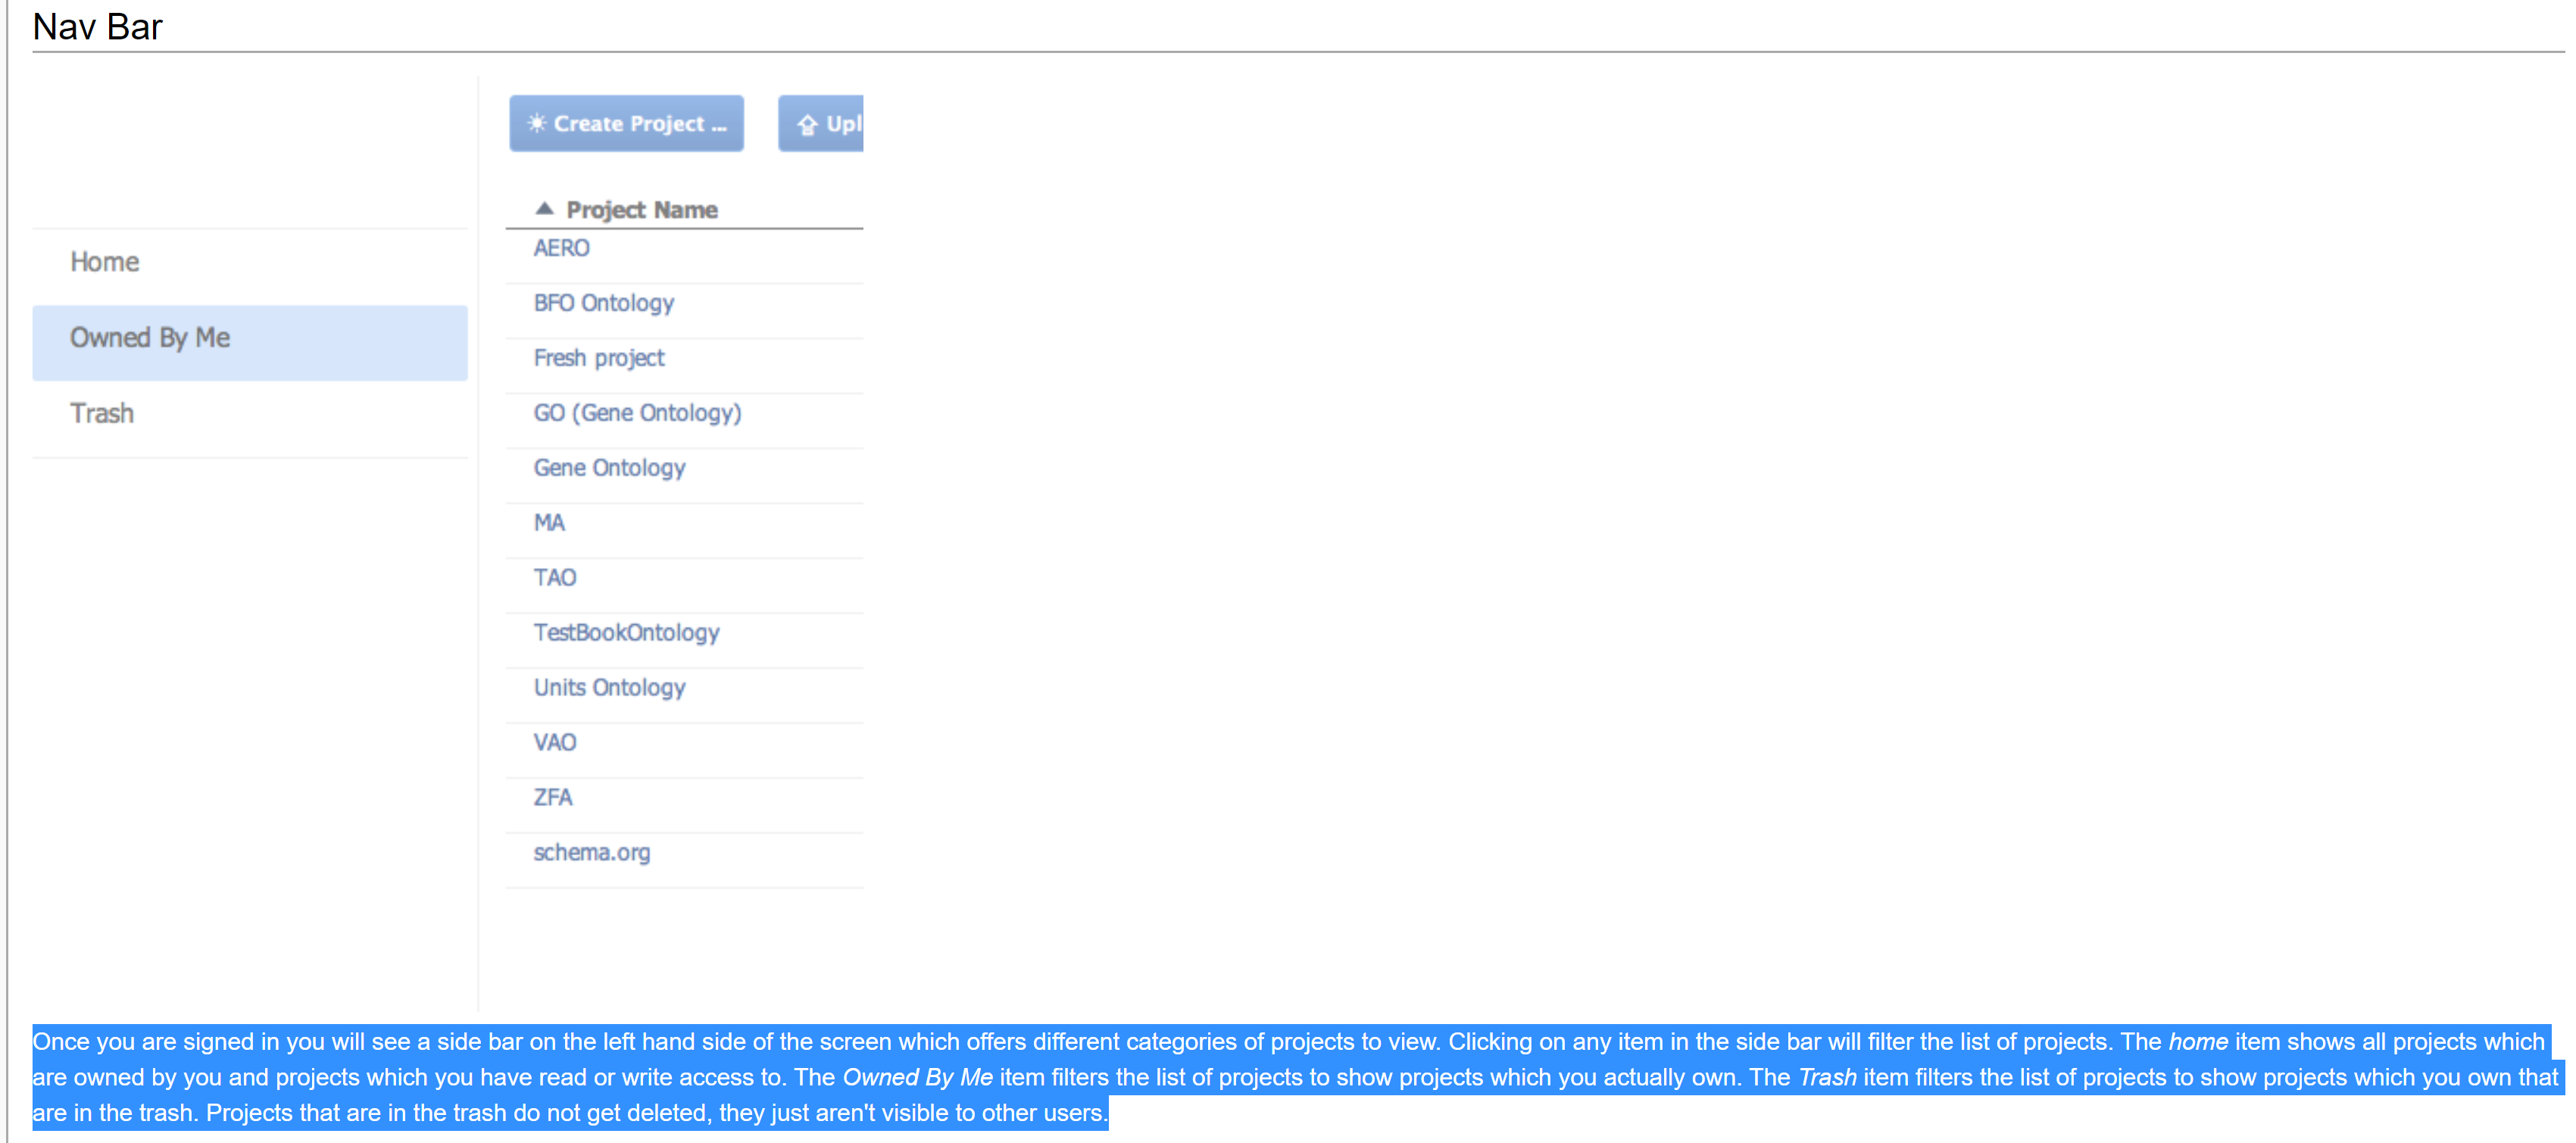 Nav Bar
Create Project ...
Upl
Project Name
Home
Owned By Me
Trash
AERO
BFO Ontology
Fresh project
GO (Gene Ontology)
Gene Ontology
MA
TAO
TestBookOntology
Units Ontology
VAO
ZFA
schema.org
Once you are signed in you will see a side bar on the left hand side of the screen which offers different categories of projects to view. Clicking on any item in the side bar will filter the list of projects. The home item shows all projects which
are owned by you and projects which you have read or write access to. The Owned By Me item filters the list of projects to show projects which you actually own. The Trash item filters the list of projects to show projects which you own that
are in the trash. Projects that are in the trash do not get deleted, they just aren't visible to other users.